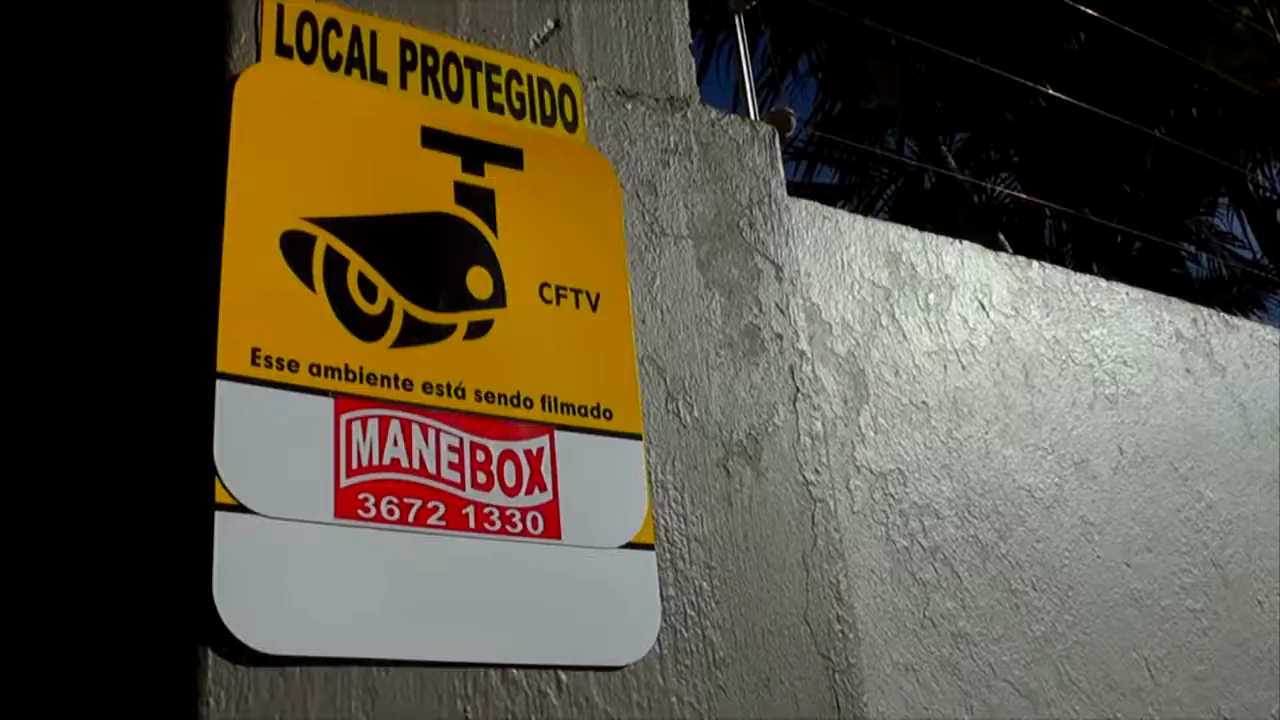 LOCAL PROTEGIDO
CFTV
Esse ambiente está sendo filmado
MANEBOX
3672 1330